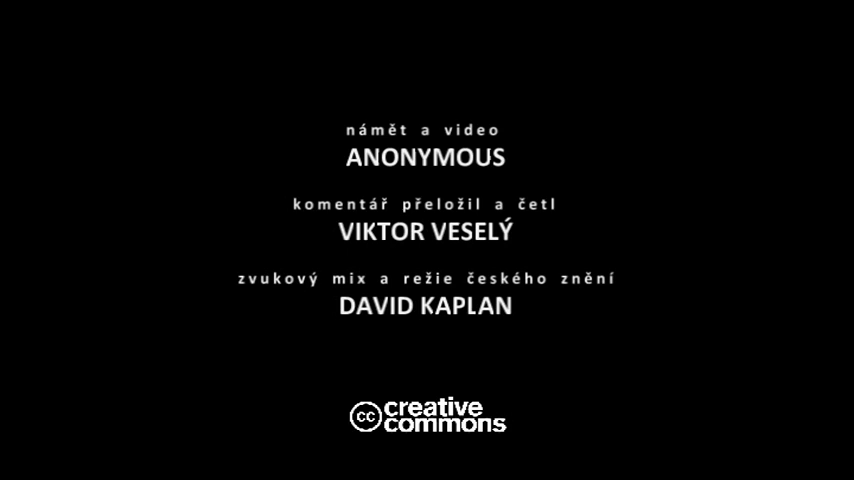 námět a video
ANONYMOUS
komentář přeložil a četl
VIKTOR VESELÝ
zvukový mix a režie českého znění
DAVID KAPLAN
cc creative
commons